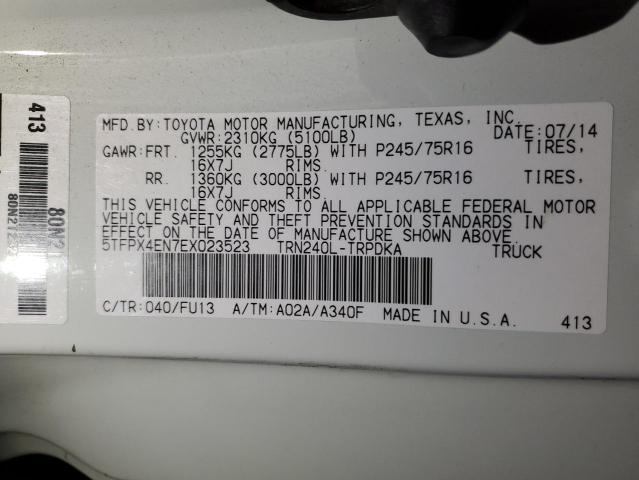 MFD.BY:TOYOTA MOTOR MANUFACTURING, TEXAS, INC.
GVWR:2310KG (5100LB) DATE:07/14
GAWR:FRT. 1255KG (2775LB) WITH P245/75R16 TIRES,
16X7J RIMS.
RR. 1360KG (3000LB) WITH P245/75R16 TIRES,
16X7J RIMS.
THIS VEHICLE CONFORMS TO ALL APPLICABLE FEDERAL MOTOR
VEHICLE SAFETY AND THEFT PREVENTION STANDARDS IN
EFFECT ON THE DATE OF MANUFACTURE SHOWN ABOVE.
5TFPX4EN7EX023523 TRN240L-TRPDKA TRUCK
C/TR:040/FU13 A/TM:A02A/A340F MADE IN U.S.A.
413
413